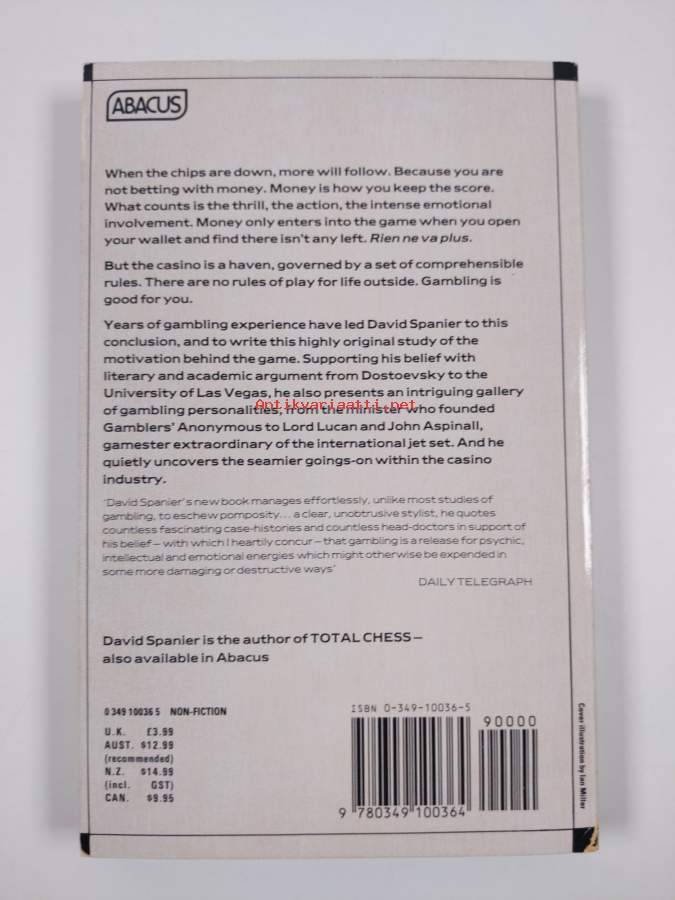 ABACUS
When the chips are down, more will follow. Because you are
not betting with money. Money is how you keep the score.
What counts is the thrill, the action, the intense emotional
involvement. Money only enters into the game when you open
your wallet and find there isn't any left. Rien ne va plus.
But the casino is a haven, governed by a set of comprehensible
rules. There are no rules of play for life outside. Gambling is
good for you.
Years of gambling experience have led David Spanier to this
conclusion, and to write this highly original study of the
motivation behind the game. Supporting his belief with
literary and academic argument from Dostoevsky to the
University of Las Vegas, he also presents an intriguing gallery
of gambling personalities, from the minister who founded
Antikvariaatti.net
Gamblers' Anonymous to Lord Lucan and John Aspinall,
gamester extraordinary of the international jet set. And he
quietly uncovers the seamier goings-on within the casino
industry.
'David Spanier's new book manages effortlessly, unlike most studies of
gambling, to eschew pomposity... a clear, unobtrusive stylist, he quotes
countless fascinating case-histories and countless head-doctors in support of
his belief – with which I heartily concur – that gambling is a release for psychic,
intellectual and emotional energies which might otherwise be expended in
some more damaging or destructive ways'
DAILY TELEGRAPH
David Spanier is the author of TOTAL CHESS –
also available in Abacus
0 349 10036 5 NON-FICTION
U.K. £3.99
AUST. $12.99
(recommended)
N.Z. $14.99
(incl. GST)
CAN. $9.95
ISBN 0-349-10036-5
90000
9 780349 100364
Cover illustration by Ian Miller